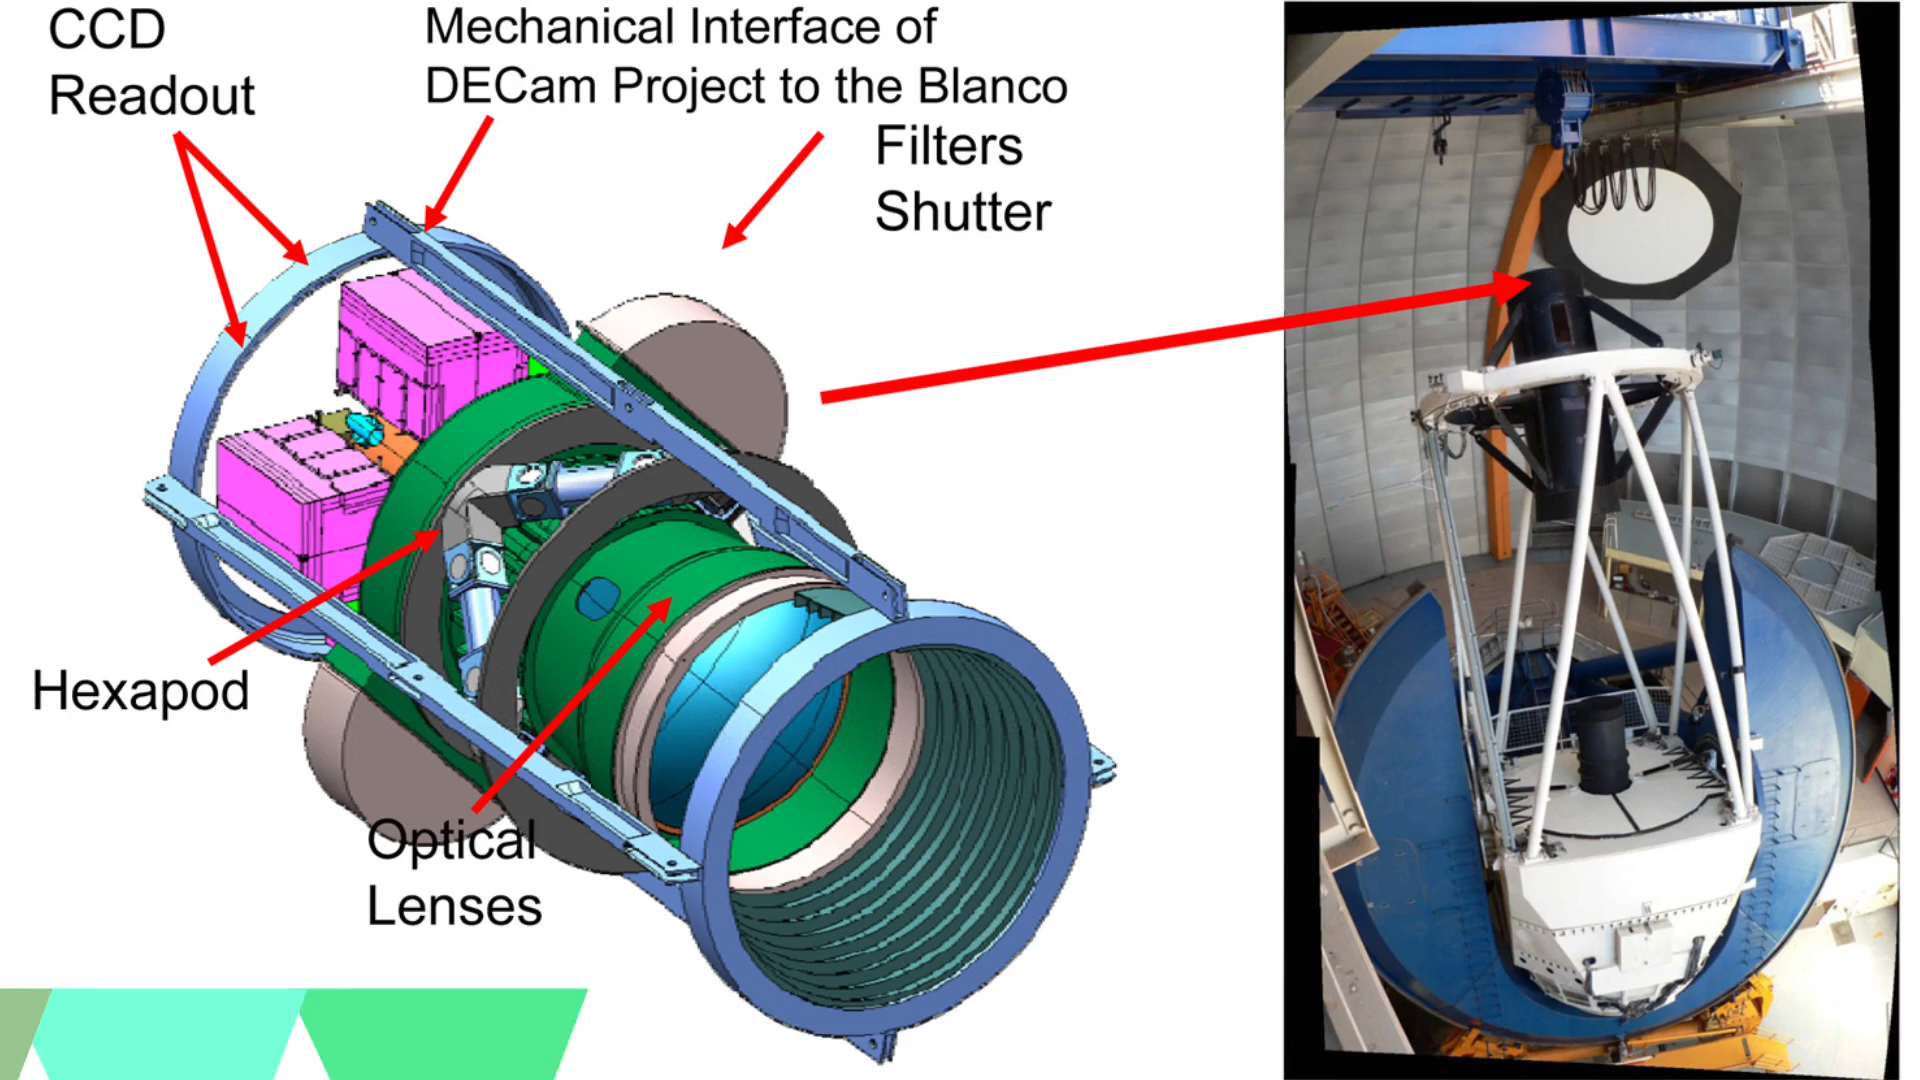 CCD
Readout
Mechanical Interface of
DECam Project to the Blanco
Filters
Shutter
Hexapod
Optical
Lenses